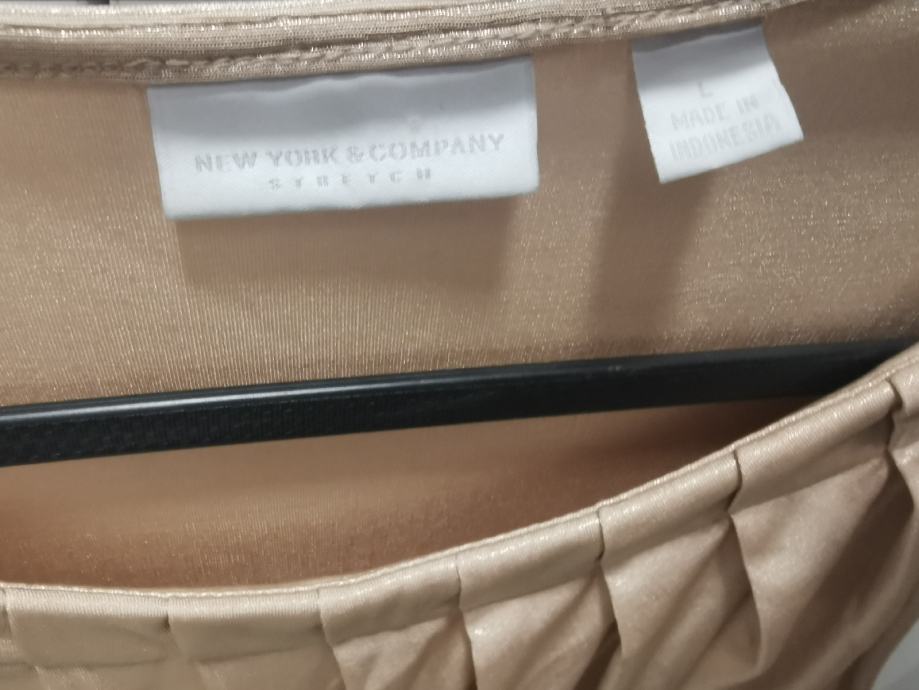 NEW YORK & COMPANY
STRETCH
L
MADE IN
INDONESIA